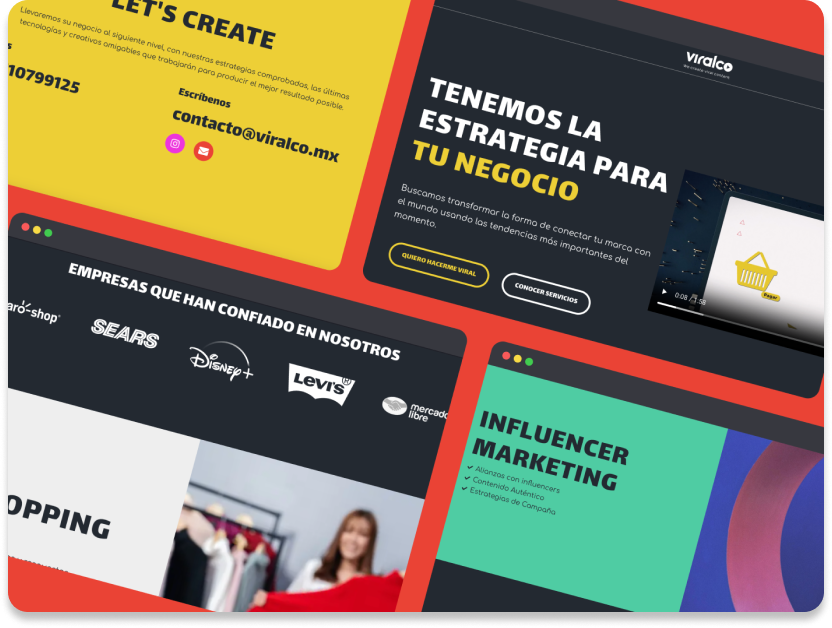 LET'S CREATE
Llevaremos su negocio al siguiente nivel, con nuestras estrategias comprobadas, las últimas
tecnologías y creativos amigables que trabajarán para producir el mejor resultado posible.
10799125
Escríbenos
contacto@viralco.mx
viralco
TENEMOS LA
ESTRATEGIA PARA
TU NEGOCIO
Buscamos transformar la forma de conectar tu marca con
el mundo usando las tendencias más importantes del
momento.
QUIERO HACERME VIRAL
CONOCER SERVICIOS
Pagar
0:08 / 1:58
EMPRESAS QUE HAN CONFIADO EN NOSOTROS
aro shop
SEARS
Disney+
Levi's
mercado
libre
OPPING
INFLUENCER
MARKETING
Alianzas con influencers
Contenido Auténtico
Estrategias de Campaña